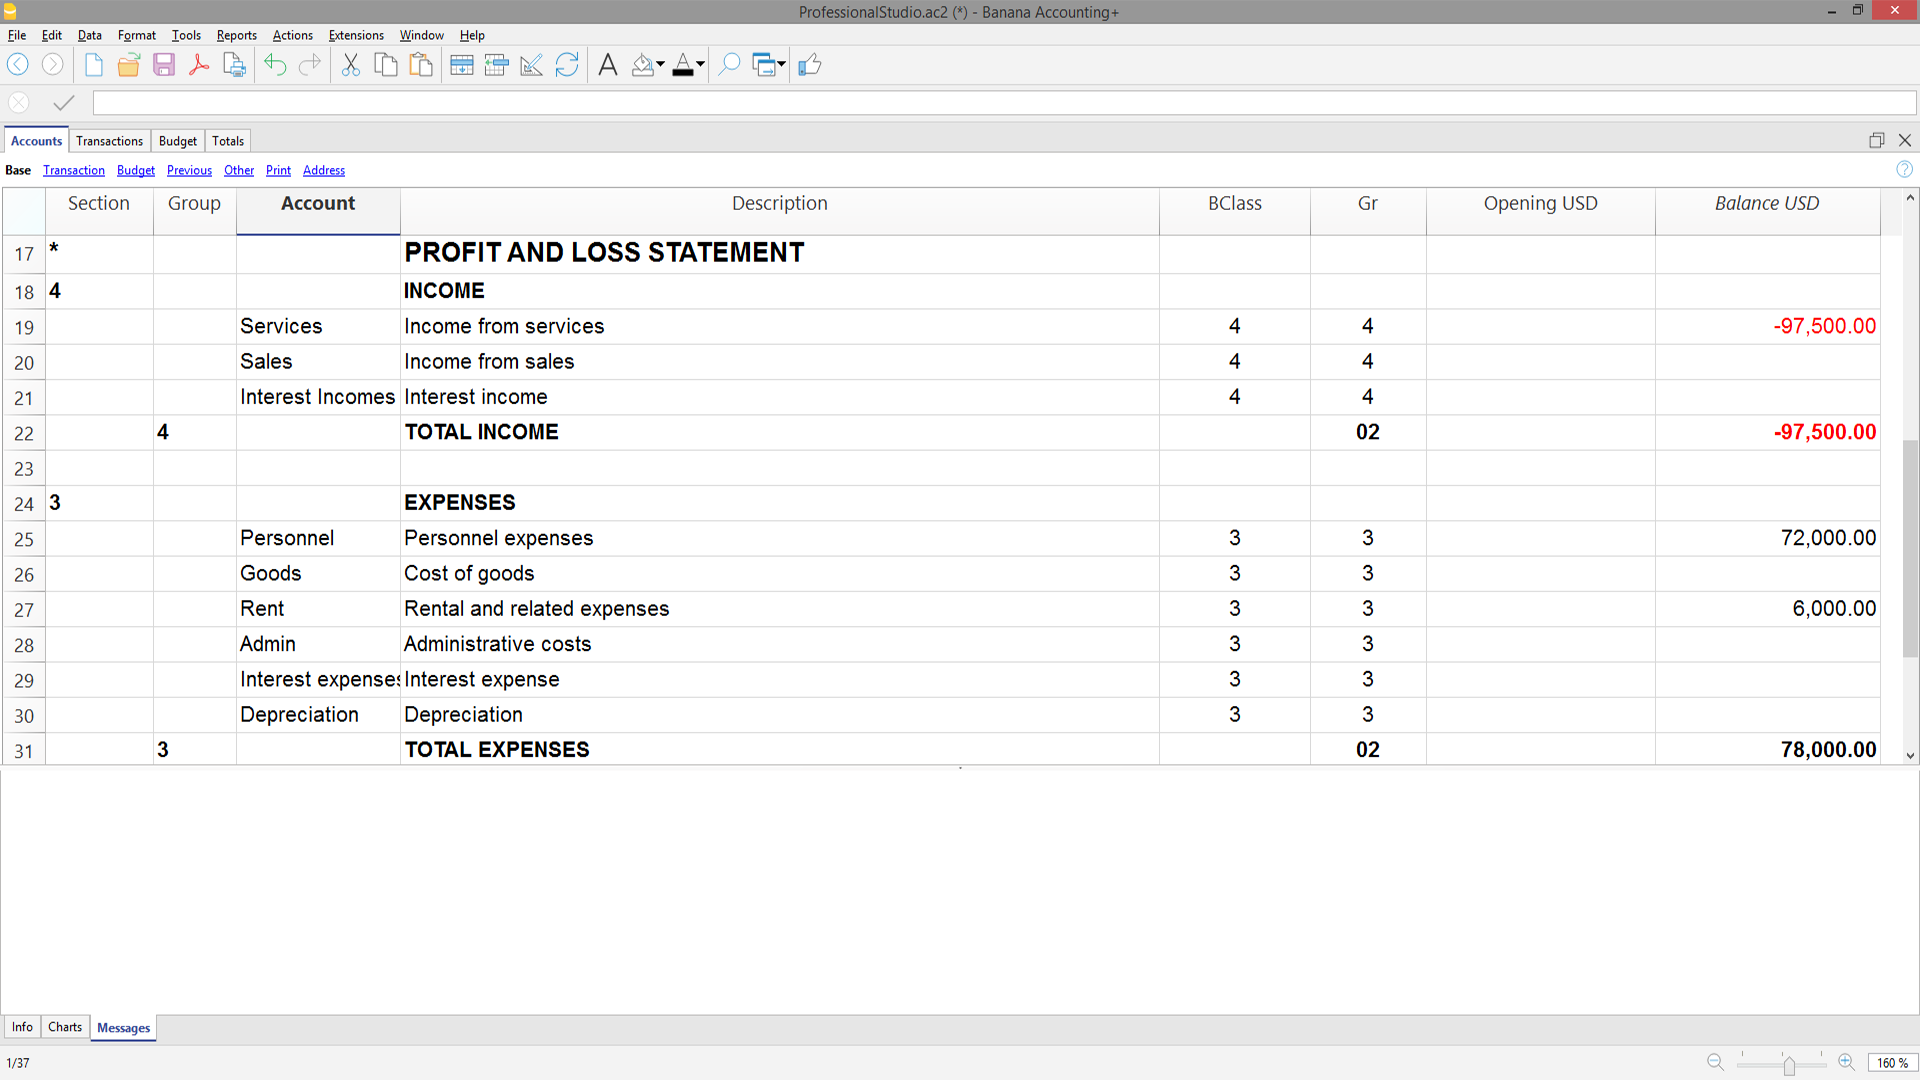 ProfessionalStudio.ac2 (*) - Banana Accounting+
File Edit Data Format Tools Reports Actions Extensions Window Help
Accounts Transactions Budget Totals
Base Transaction Budget Previous Other Print Address
Section Group Account Description BClass Gr Opening USD Balance USD
17 * PROFIT AND LOSS STATEMENT
18 4 INCOME
19 Services Income from services 4 4 -97,500.00
20 Sales Income from sales 4 4
21 Interest Incomes Interest income 4 4
22 4 TOTAL INCOME 02 -97,500.00
23
24 3 EXPENSES
25 Personnel Personnel expenses 3 3 72,000.00
26 Goods Cost of goods 3 3
27 Rent Rental and related expenses 3 3 6,000.00
28 Admin Administrative costs 3 3
29 Interest expenses Interest expense 3 3
30 Depreciation Depreciation 3 3
31 3 TOTAL EXPENSES 02 78,000.00
Info Charts Messages
1/37 160 %